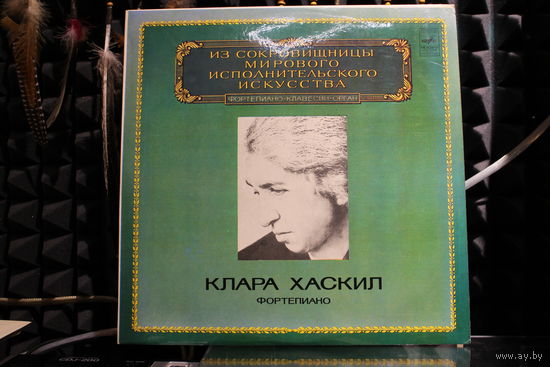 ИЗ СОКРОВИЩНИЦЫ
МИРОВОГО
ИСПОЛНИТЕЛЬСКОГО
ИСКУССТВА
ФОРТЕПИАНО•КЛАВЕСИН•ОРГАН
КЛАРА ХАСКИЛ
ФОРТЕПИАНО
www.ay.by